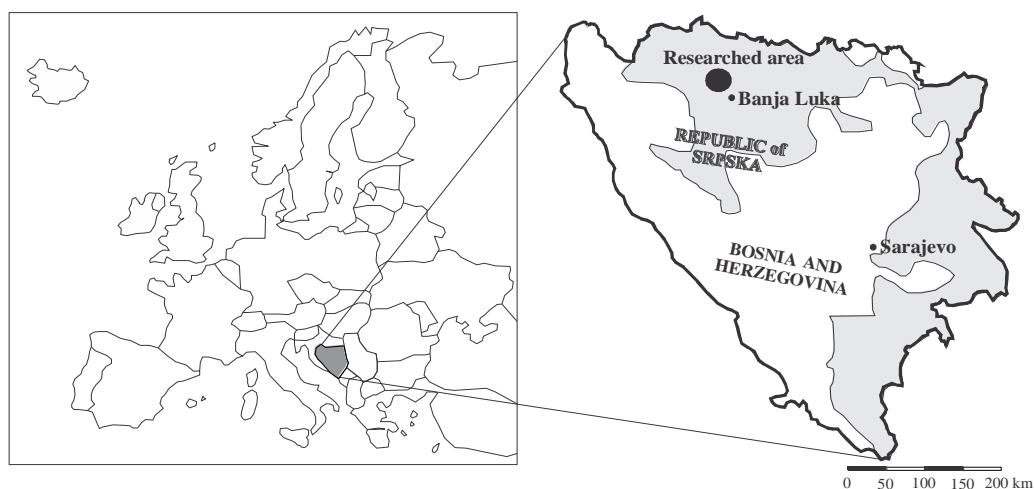 Researched area
Banja Luka
REPUBLIC of
SRPSKA
BOSNIA AND
HERZEGOVINA
Sarajevo
0 50 100 150 200 km